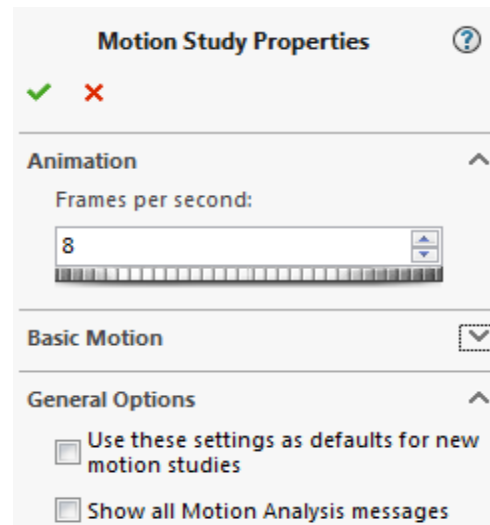 Motion Study Properties
Animation
Frames per second:
8
Basic Motion
General Options
Use these settings as defaults for new
motion studies
Show all Motion Analysis messages